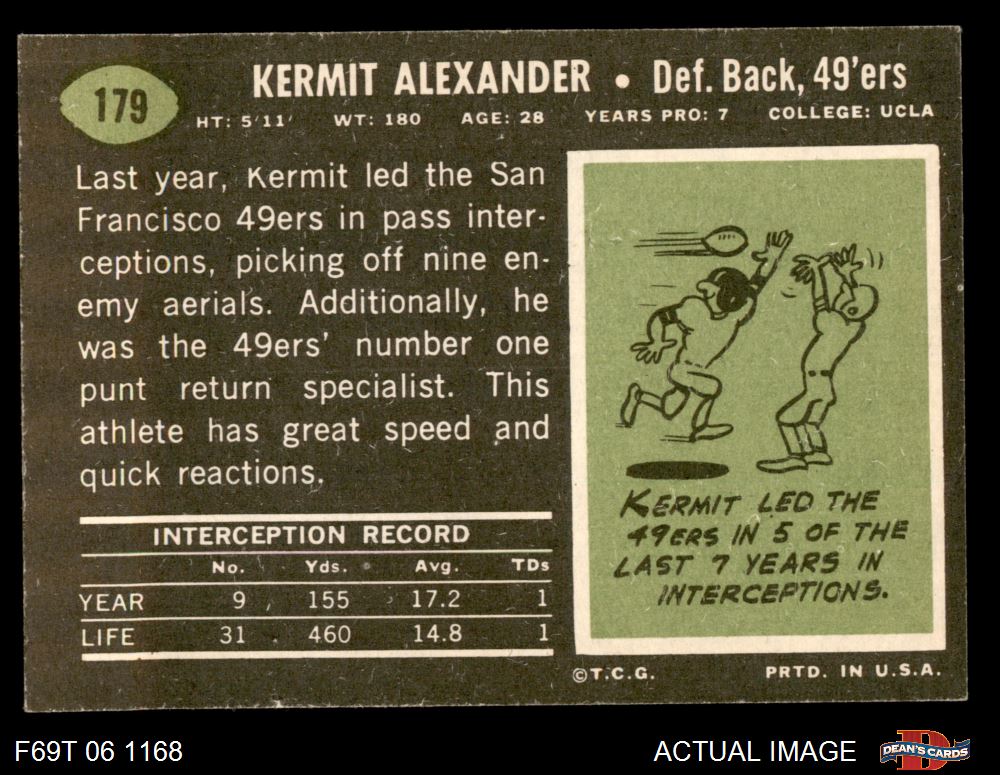 179
KERMIT ALEXANDER • Def. Back, 49'ers
HT: 5'11' WT: 180 AGE: 28 YEARS PRO: 7 COLLEGE: UCLA
Last year, Kermit led the San
Francisco 49ers in pass inter-
ceptions, picking off nine en-
emy aerials. Additionally, he
was the 49ers' number one
punt return specialist. This
athlete has great speed and
quick reactions.
INTERCEPTION RECORD
No. Yds. Avg. TDs
YEAR 9 155 17.2 1
LIFE 31 460 14.8 1
KERMIT LED THE
49ERS IN 5 OF THE
LAST 7 YEARS IN
INTERCEPTIONS.
©T.C.G. PRTD. IN U.S.A.
F69T 06 1168 ACTUAL IMAGE DEAN'S CARDS